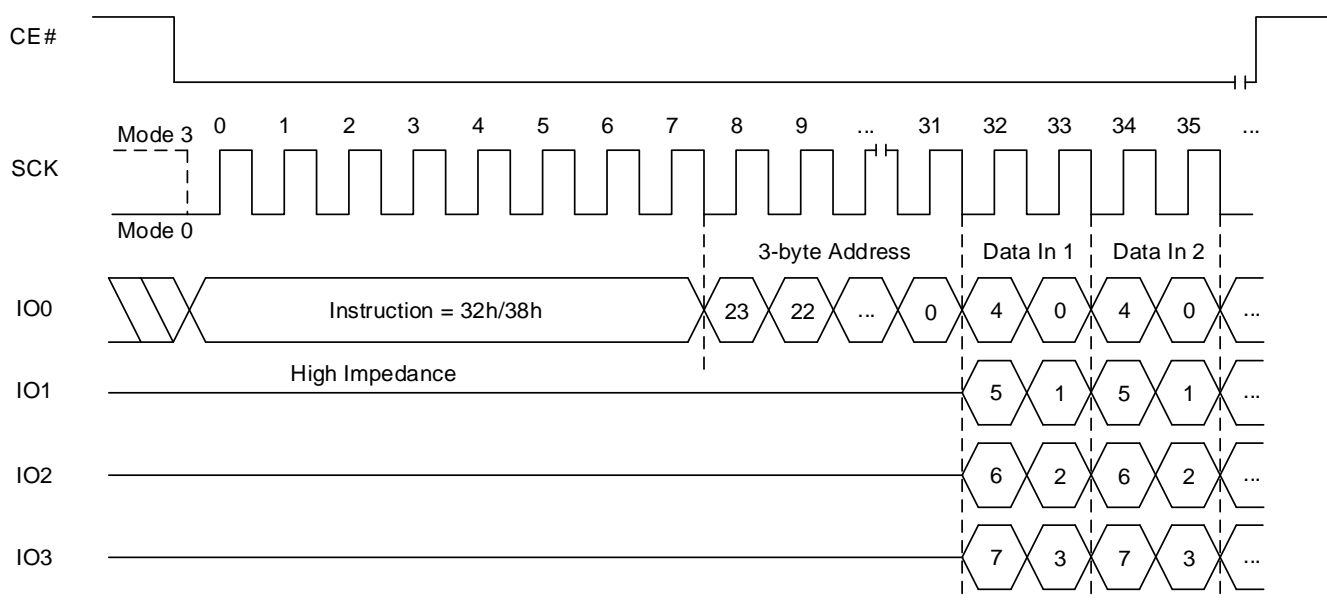 CE#
Mode 3 0 1 2 3 4 5 6 7 8 9 ... 31 32 33 34 35 ...
SCK
Mode 0
3-byte Address Data In 1 Data In 2
IO0 Instruction = 32h/38h 23 22 ... 0 4 0 4 0 ...
High Impedance
IO1 5 1 5 1 ...
IO2 6 2 6 2 ...
IO3 7 3 7 3 ...